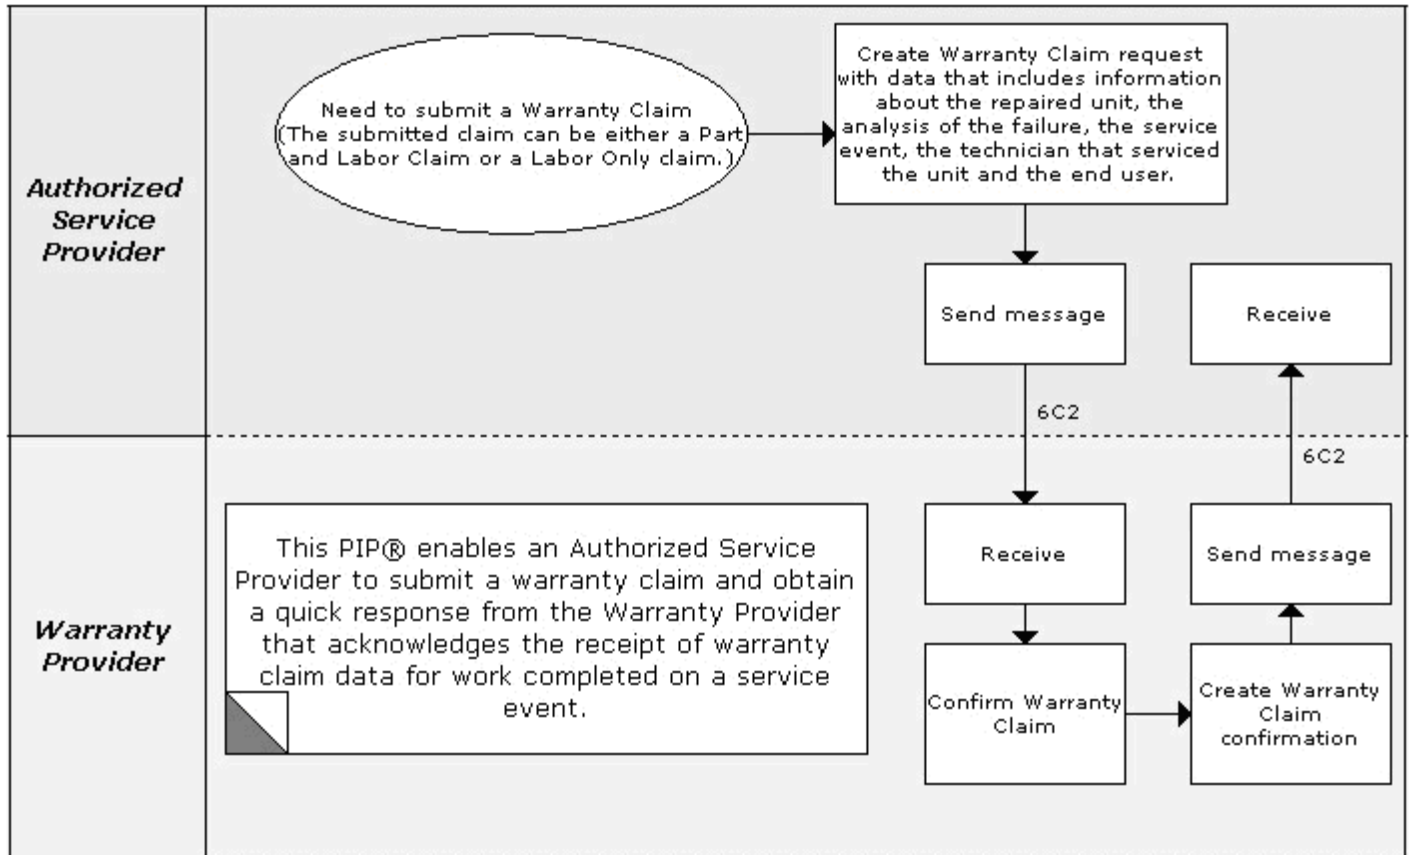 Authorized
Service
Provider
Need to submit a Warranty Claim
(The submitted claim can be either a Part
and Labor Claim or a Labor Only claim.)
Create Warranty Claim request
with data that includes information
about the repaired unit, the
analysis of the failure, the service
event, the technician that serviced
the unit and the end user.
Send message
Receive
6C2
6C2
Warranty
Provider
This PIP® enables an Authorized Service
Provider to submit a warranty claim and obtain
a quick response from the Warranty Provider
that acknowledges the receipt of warranty
claim data for work completed on a service
event.
Receive
Send message
Confirm Warranty
Claim
Create Warranty
Claim
confirmation